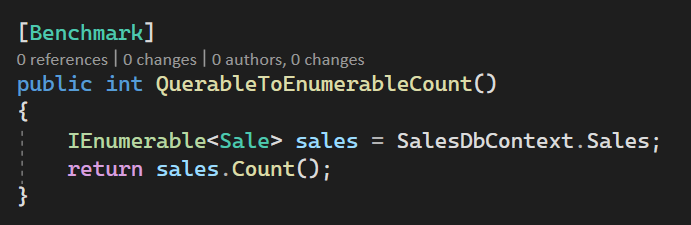 [Benchmark]
0 references | 0 changes | 0 authors, 0 changes
public int QuerableToEnumerableCount()
{
    IEnumerable<Sale> sales = SalesDbContext.Sales;
    return sales.Count();
}